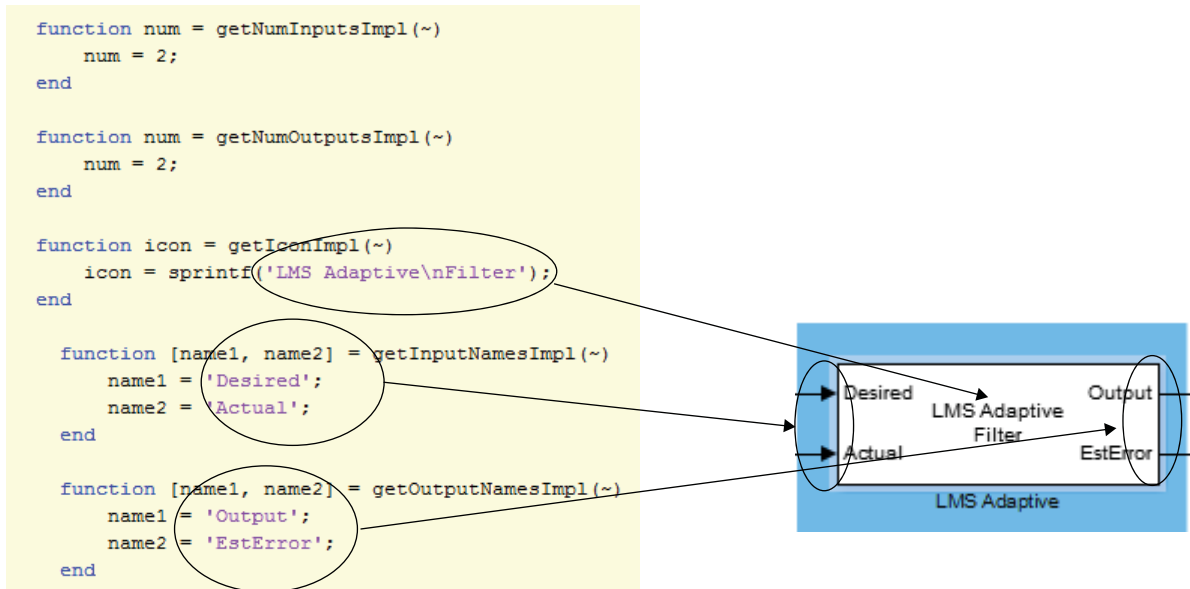 function num = getNumInputsImpl(~)
    num = 2;
end

function num = getNumOutputsImpl(~)
    num = 2;
end

function icon = getIconImpl(~)
    icon = sprintf('LMS Adaptive\nFilter');
end

function [name1, name2] = getInputNamesImpl(~)
    name1 = 'Desired';
    name2 = 'Actual';
end

function [name1, name2] = getOutputNamesImpl(~)
    name1 = 'Output';
    name2 = 'EstError';
end

Desired
Output
LMS Adaptive
Filter
Actual
EstError
LMS Adaptive